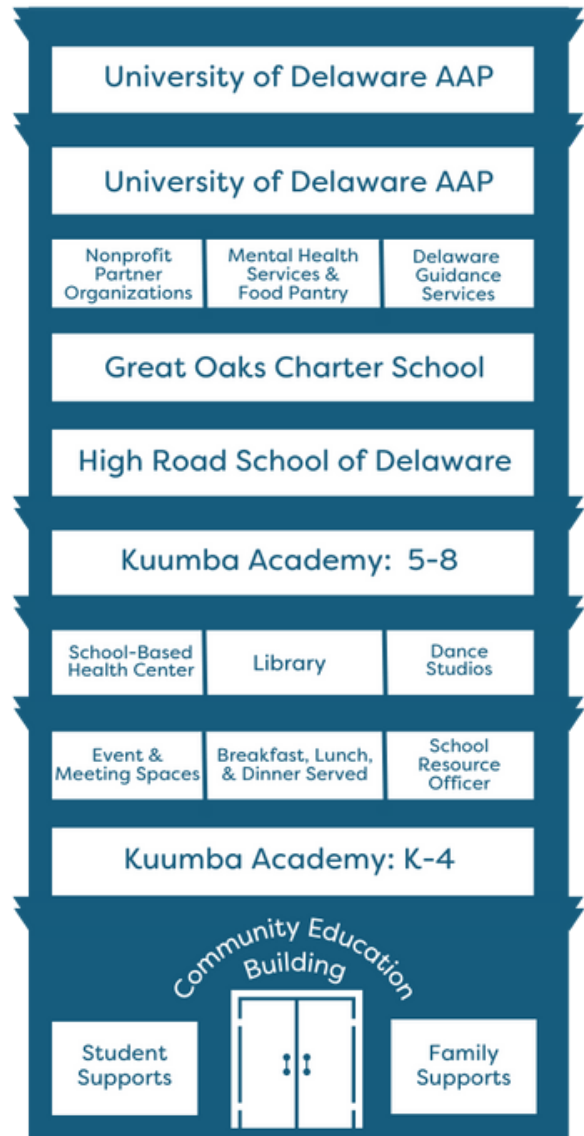 University of Delaware AAP
University of Delaware AAP
Nonprofit
Partner
Organizations
Mental Health
Services &
Food Pantry
Delaware
Guidance
Services
Great Oaks Charter School
High Road School of Delaware
Kuumba Academy: 5-8
School-Based
Health Center
Library
Dance
Studios
Event &
Meeting Spaces
Breakfast, Lunch,
& Dinner Served
School
Resource
Officer
Kuumba Academy: K-4
Community Education
Building
Student
Supports
Family
Supports